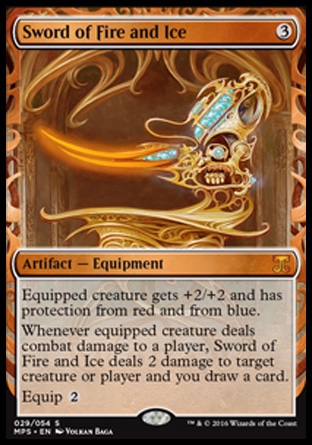 Sword of Fire and Ice 3
Artifact — Equipment
Equipped creature gets +2/+2 and has
protection from red and from blue.
Whenever equipped creature deals
combat damage to a player, Sword of
Fire and Ice deals 2 damage to target
creature or player and you draw a card.
Equip 2
029/054 S
MPS • EN Volkan Baga
™ & © 2016 Wizards of the Coast